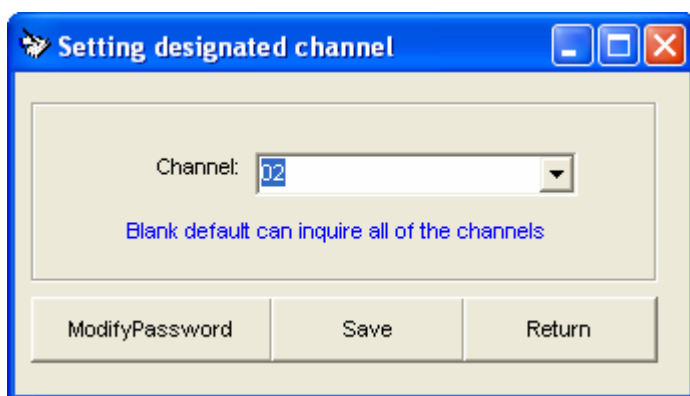 Setting designated channel
Channel: 02
Blank default can inquire all of the channels
ModifyPassword Save Return